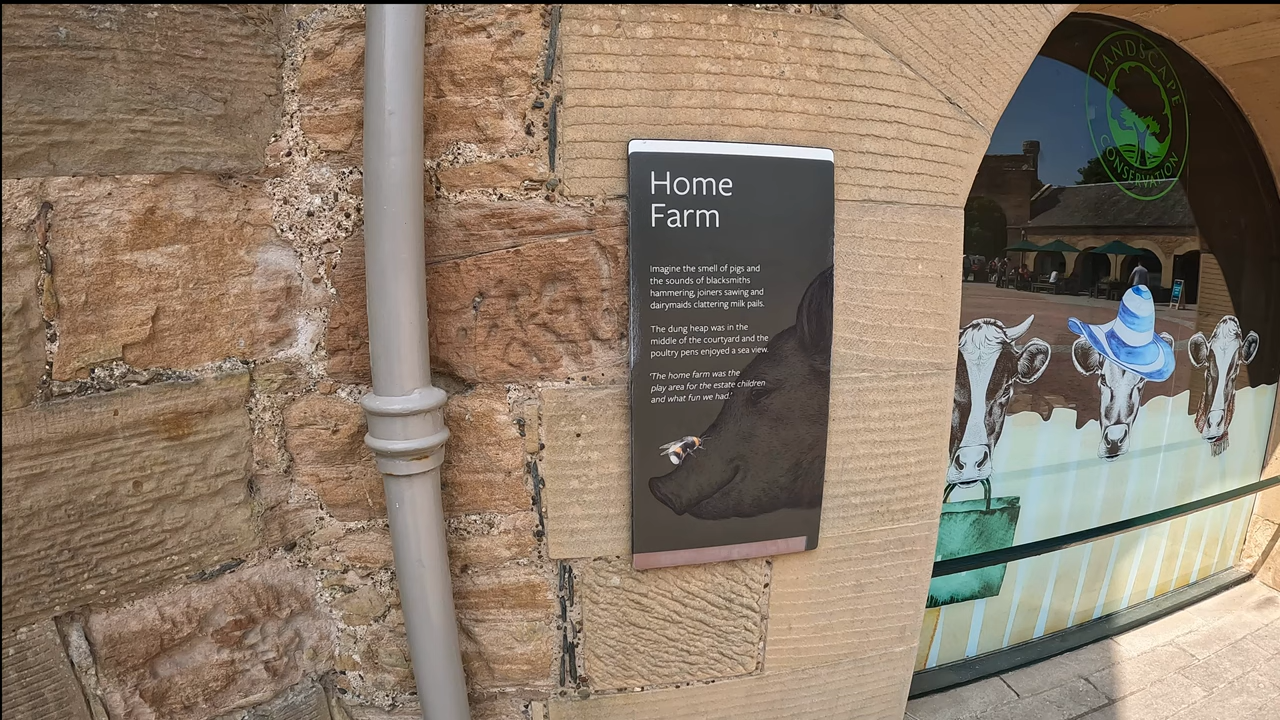 Home
Farm
Imagine the smell of pigs and
the sounds of blacksmiths
hammering, joiners sawing and
dairymaids clattering milk pails.
The dung heap was in the
middle of the courtyard and the
poultry pens enjoyed a sea view.
'The home farm was the
play area for the estate children
and what fun we had.'
LANDSCAPE
CONSERVATION